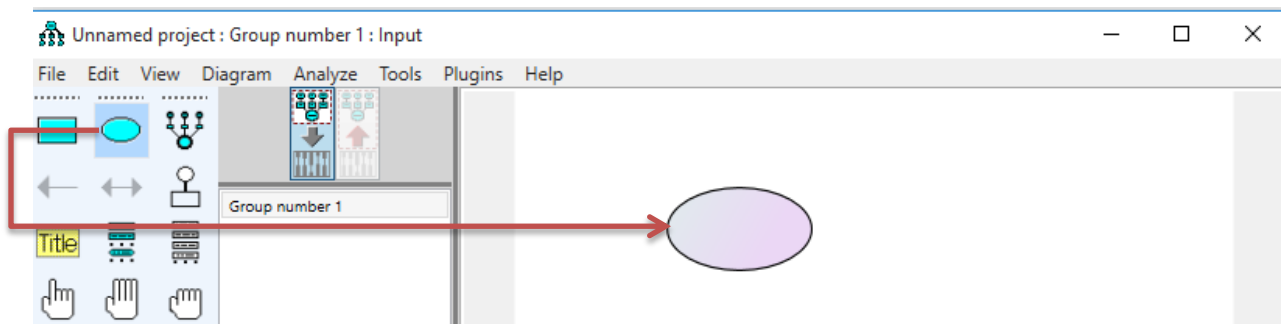 Unnamed project : Group number 1 : Input
File Edit View Diagram Analyze Tools Plugins Help
Group number 1
Title